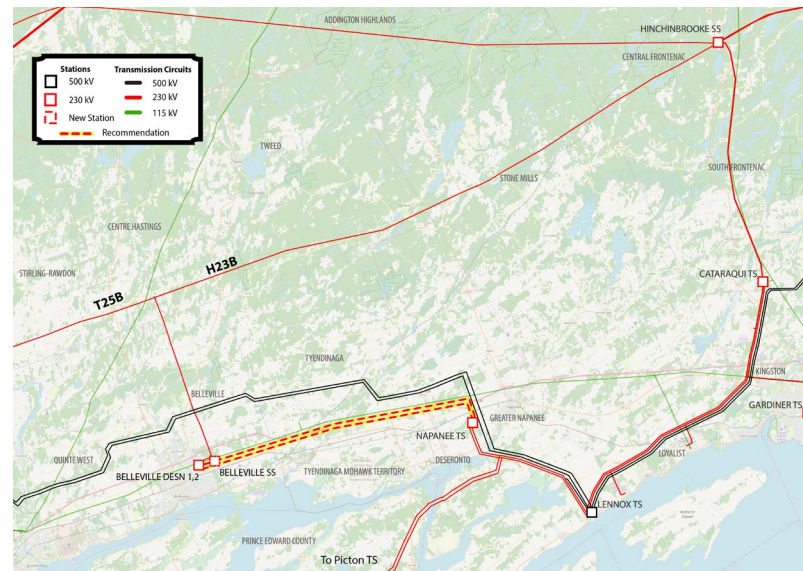 ADDINGTON HIGHLANDS
HINCHINBROOKE SS
CENTRAL FRONTENAC
Stations
Transmission Circuits
500 kV
500 kV
230 kV
230 kV
New Station
115 kV
Recommendation
TWEED
SOUTH FRONTENAC
STONE MILLS
CENTRE HASTINGS
STIRLING-RAWDON
H23B
T25B
CATARAQUI TS
TYENDINAGA
KINGSTON
BELLEVILLE
GARDINER TS
GREATER NAPANEE
NAPANEE TS
QUINTE WEST
LOYALIST
DESERONTO
BELLEVILLE DESN 1,2
BELLEVILLE SS
TYENDINAGA MOHAWK TERRITORY
LENNOX TS
PRINCE EDWARD COUNTY
To Picton TS